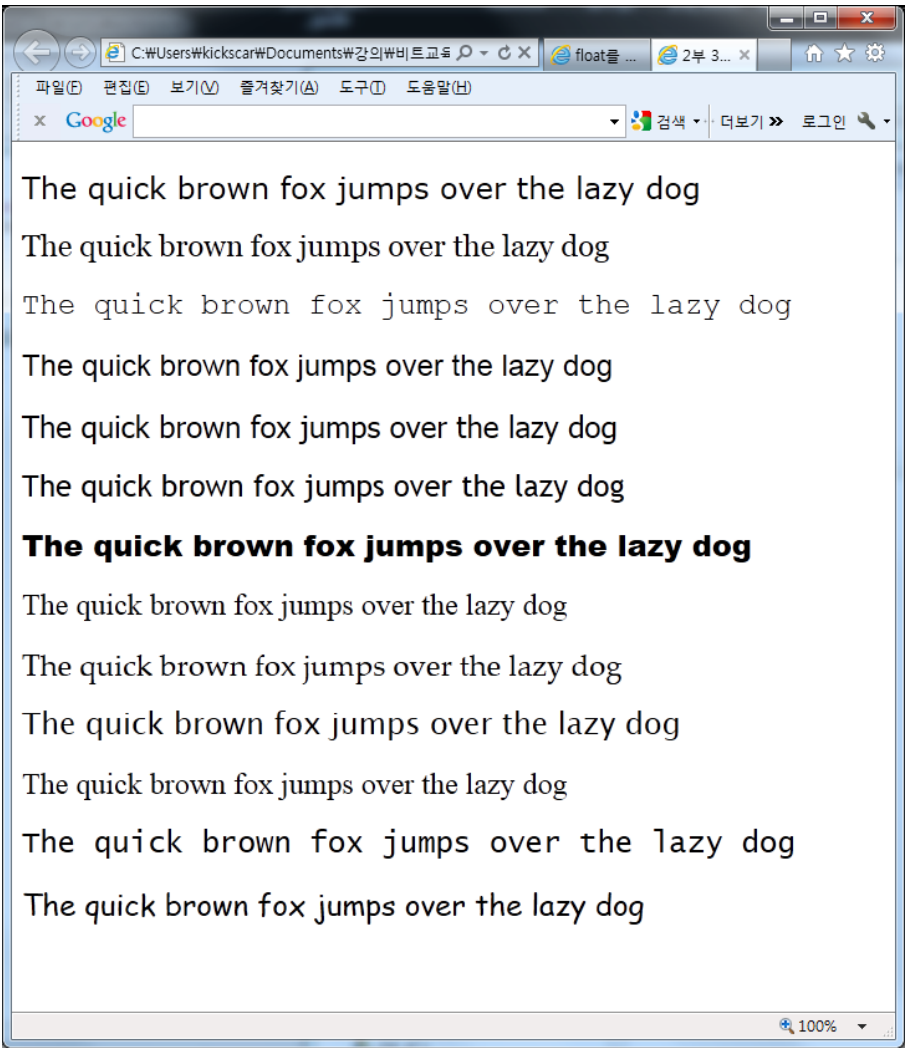 C:₩Users₩kickscar₩Documents₩강의₩비트교육 float를 ... 2부 3...
파일(F) 편집(E) 보기(V) 즐겨찾기(A) 도구(T) 도움말(H)
x Google 검색 더보기 >> 로그인
The quick brown fox jumps over the lazy dog
The quick brown fox jumps over the lazy dog
The quick brown fox jumps over the lazy dog
The quick brown fox jumps over the lazy dog
The quick brown fox jumps over the lazy dog
The quick brown fox jumps over the lazy dog
The quick brown fox jumps over the lazy dog
The quick brown fox jumps over the lazy dog
The quick brown fox jumps over the lazy dog
The quick brown fox jumps over the lazy dog
The quick brown fox jumps over the lazy dog
The quick brown fox jumps over the lazy dog
The quick brown fox jumps over the lazy dog
100%